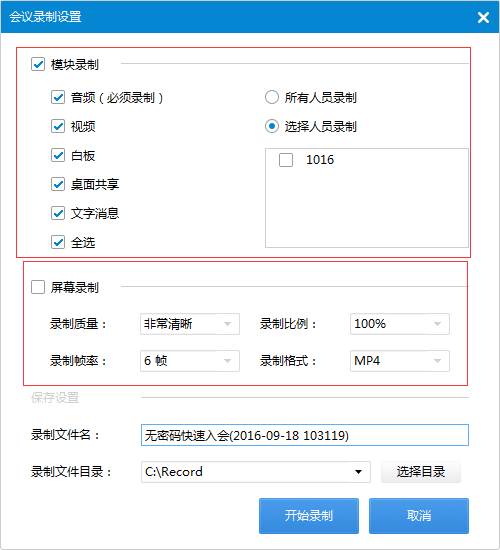 会议录制设置
模块录制
音频（必须录制）
所有人员录制
视频
选择人员录制
白板
1016
桌面共享
文字消息
全选
屏幕录制
录制质量： 非常清晰 录制比例： 100%
录制帧率： 6 帧 录制格式： MP4
保存设置
录制文件名： 无密码快速入会(2016-09-18 103119)
录制文件目录： C:\Record 选择目录
开始录制 取消